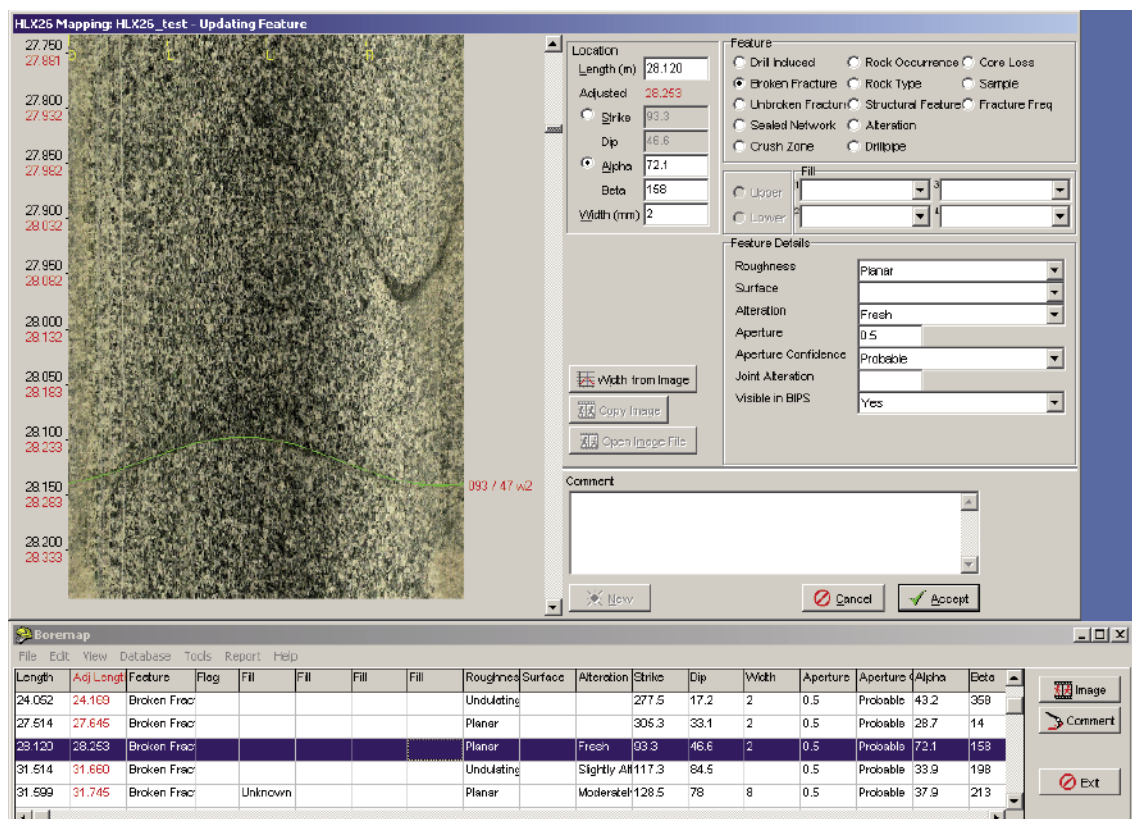 HLX26 Mapping: HLX26_test - Updating Feature
27.750
27.881
27.800
27.932
27.850
27.982
27.900
28.032
27.950
28.082
28.000
28.132
28.050
28.183
28.100
28.233
28.150
28.283
28.200
28.333
093 / 47 w2
Location
Length (m) 28.120
Adjusted 28.253
Strike 93.3
Dip 46.6
Alpha 72.1
Beta 158
Width (mm) 2
Width from Image
Copy Image
Open Image File
Feature
Drill Induced Rock Occurrence Core Loss
Broken Fracture Rock Type Sample
Unbroken Fractur Structural Feature Fracture Freq
Sealed Network Alteration
Crush Zone Drillpipe
Fill
Upper 1 3
Lower 2 4
Feature Details
Roughness Planar
Surface
Alteration Fresh
Aperture 0.5
Aperture Confidence Probable
Joint Alteration
Visible in BIPS Yes
Comment
New Cancel Accept
Boremap
File Edit View Database Tools Report Help
Length Adj Lengt Feature Flag Fill Fill Fill Fill Roughnes Surface Alteration Strike Dip Width Aperture Aperture C Alpha Beta
24.052 24.169 Broken Frac Undulating 277.5 17.2 2 0.5 Probable 43.2 358
27.514 27.645 Broken Frac Planar 305.3 33.1 2 0.5 Probable 28.7 14
28.120 28.253 Broken Frac Planar Fresh 93.3 46.6 2 0.5 Probable 72.1 158
31.514 31.660 Broken Frac Undulating Slightly Alt 117.3 84.5 0.5 Probable 33.9 198
31.599 31.745 Broken Frac Unknown Planar Moderatel 128.5 78 8 0.5 Probable 37.9 213
Image
Comment
Exit